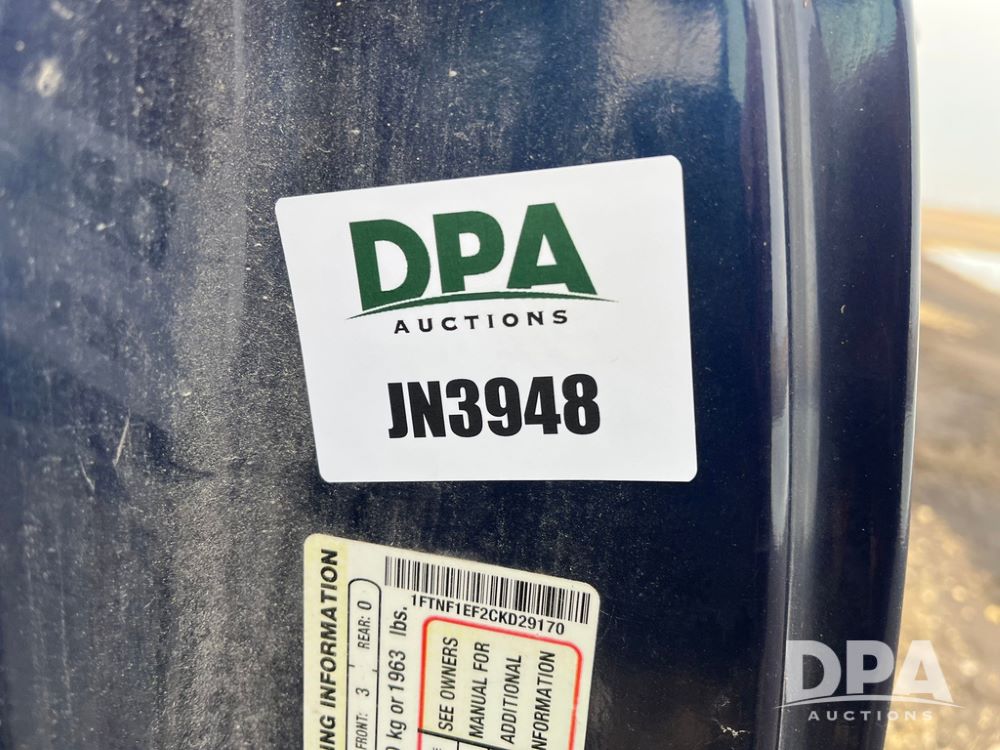 DPA
AUCTIONS
JN3948
1FTNF1EF2CKD29170
ING INFORMATION
FRONT: 3 REAR: 0
kg or 1963 lbs.
SEE OWNERS
MANUAL FOR
ADDITIONAL
INFORMATION
DPA
AUCTIONS